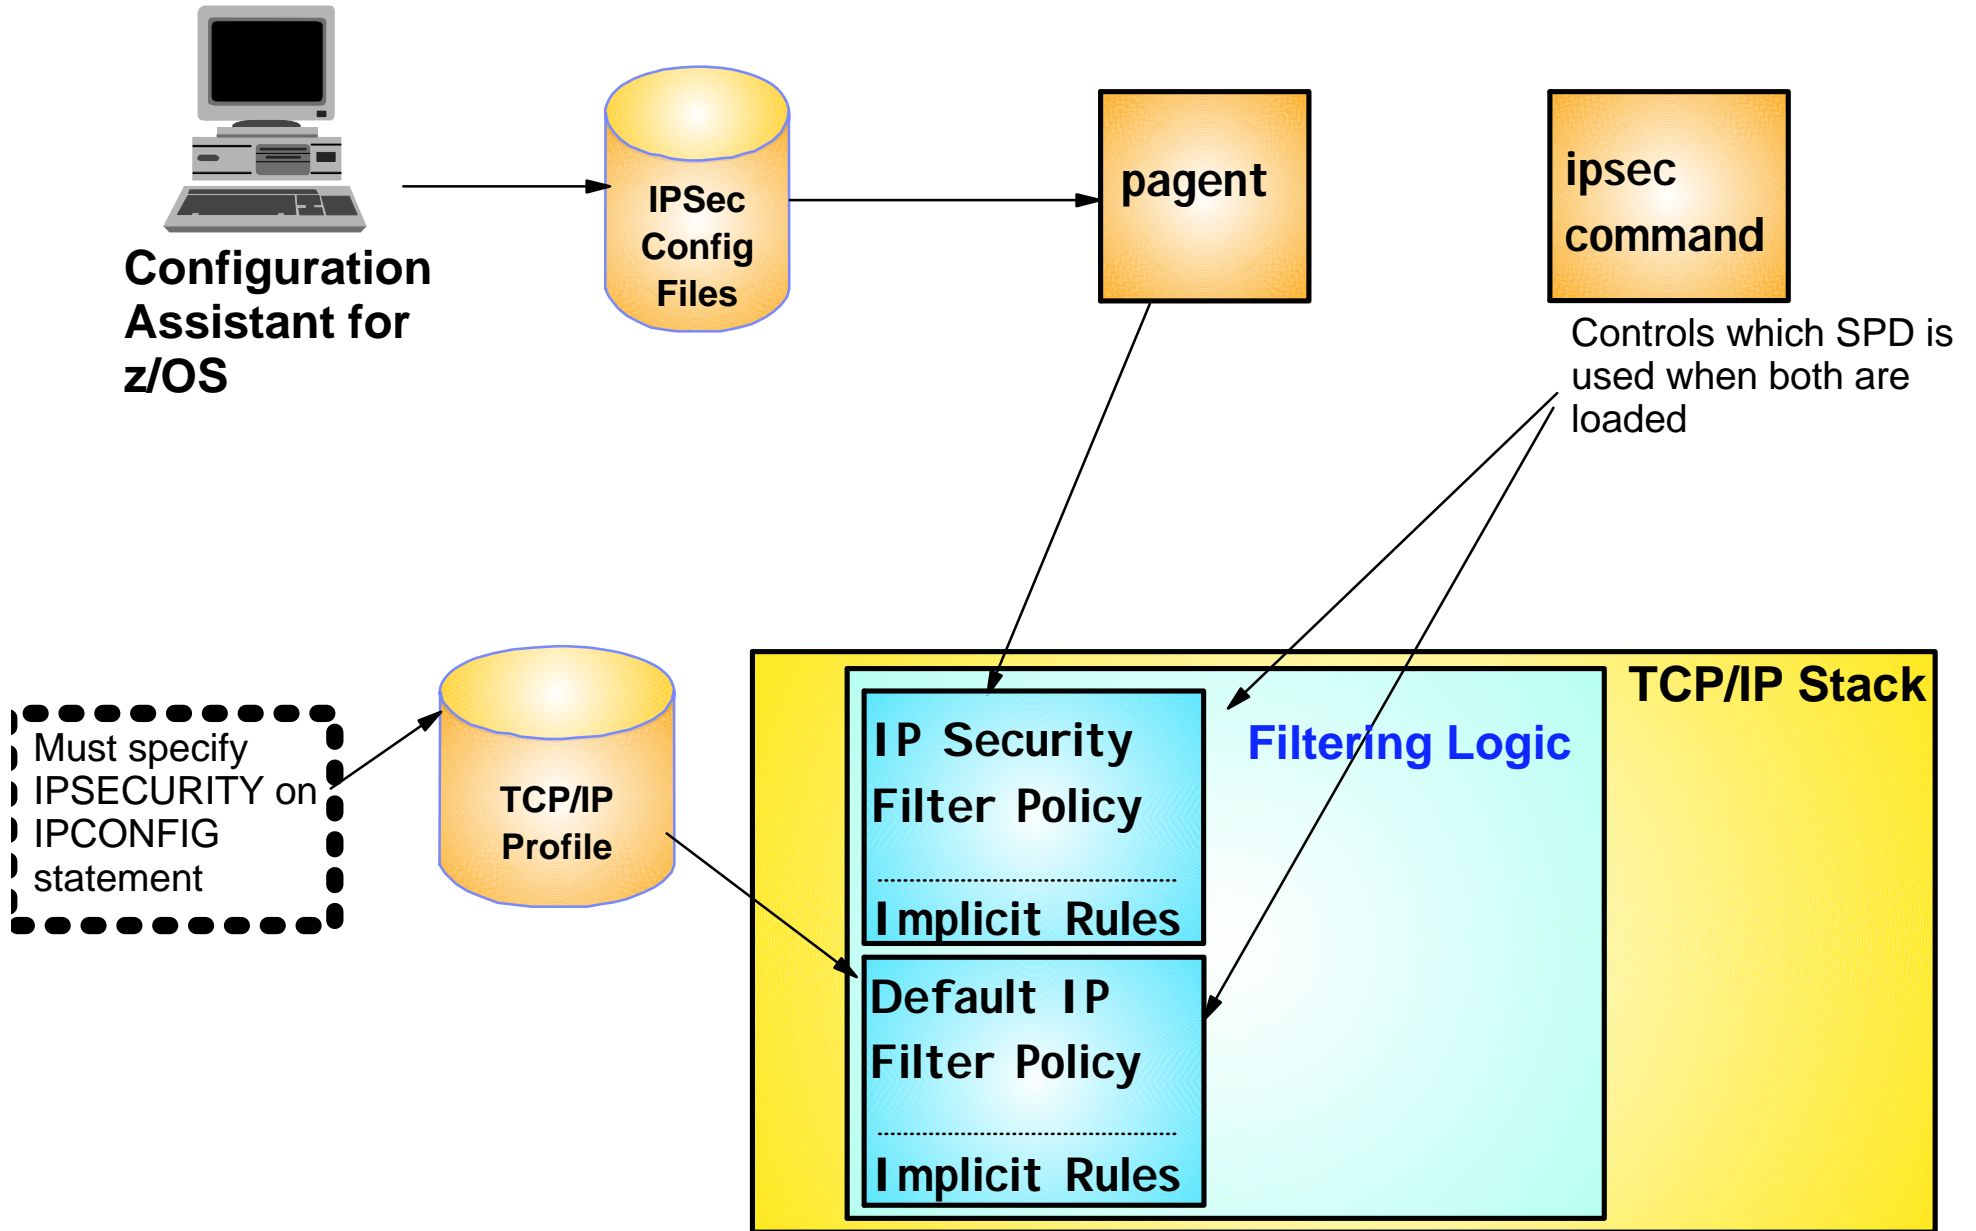 Configuration
Assistant for
z/OS
IPSec
Config
Files
pagent
ipsec
command
Controls which SPD is
used when both are
loaded
Must specify
IPSECURITY on
IPCONFIG
statement
TCP/IP
Profile
TCP/IP Stack
Filtering Logic
IP Security
Filter Policy
Implicit Rules
Default IP
Filter Policy
Implicit Rules